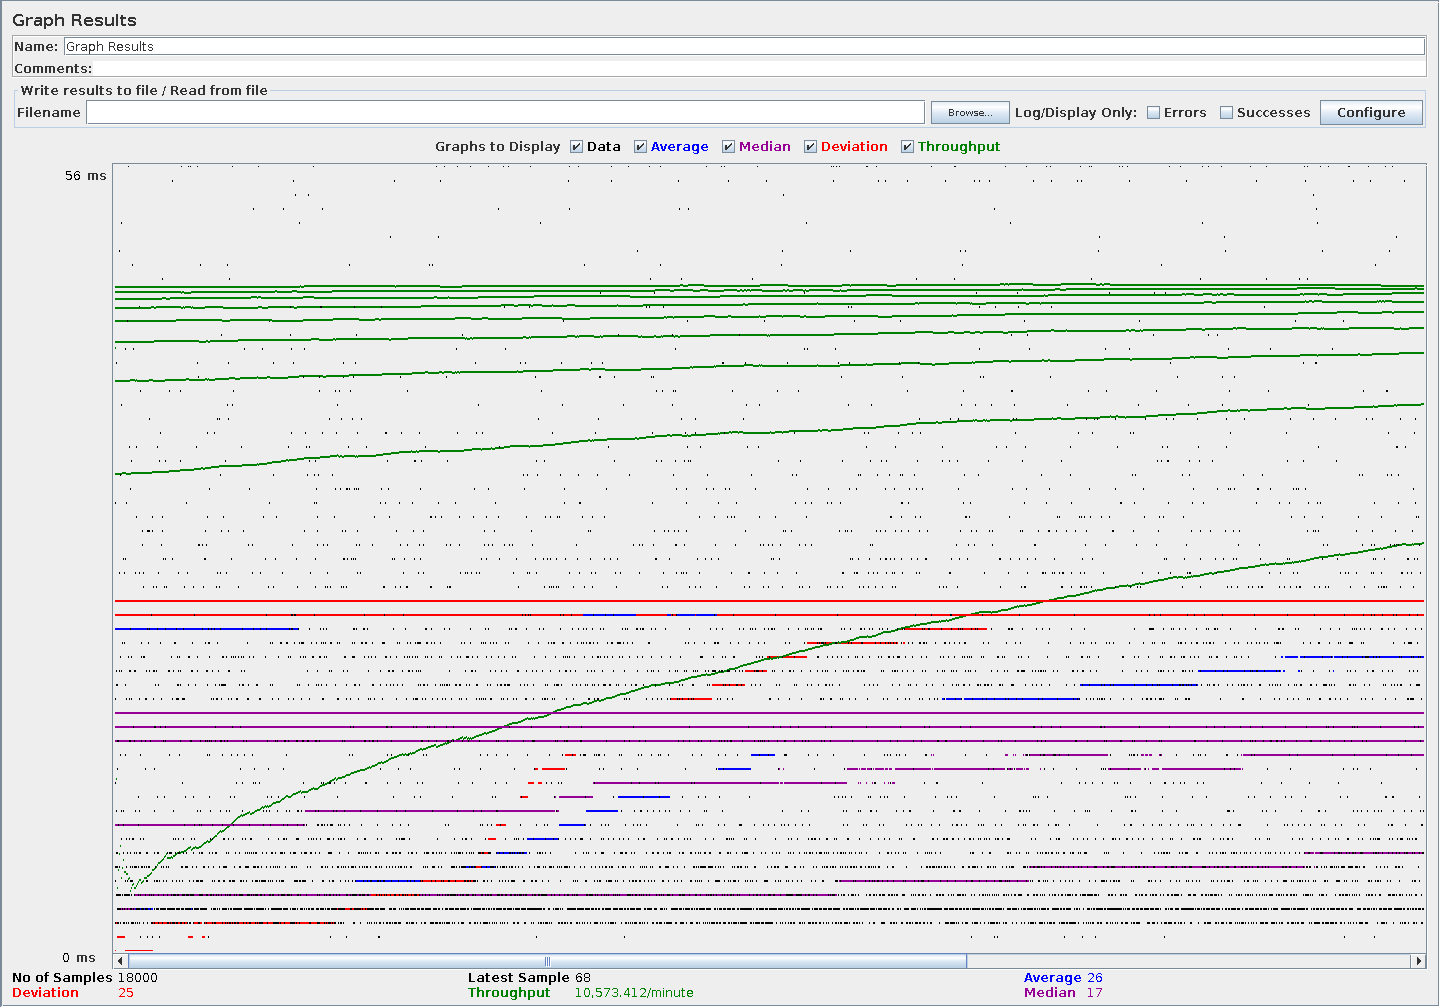 Graph Results
Name: Graph Results
Comments:
Write results to file / Read from file
Filename Browse... Log/Display Only: Errors Successes Configure
Graphs to Display Data Average Median Deviation Throughput
56 ms
0 ms
No of Samples 18000 Latest Sample 68 Average 26
Deviation 25 Throughput 10,573.412/minute Median 17